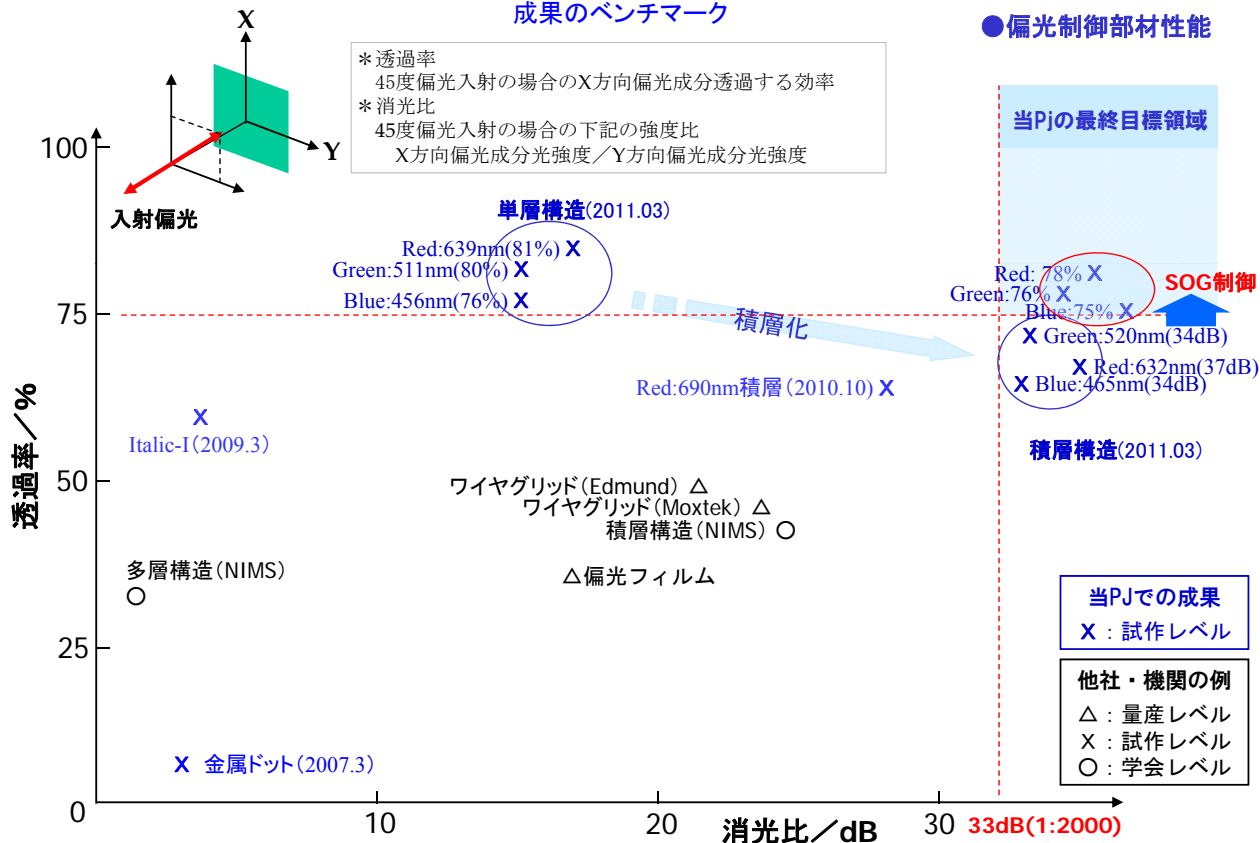 成果のベンチマーク
●偏光制御部材性能
X
Y
入射偏光
＊透過率
45度偏光入射の場合のX方向偏光成分透過する効率
＊消光比
45度偏光入射の場合の下記の強度比
X方向偏光成分光強度／Y方向偏光成分光強度
当Pjの最終目標領域
100
75
50
25
0
透過率／%
単層構造(2011.03)
Red:639nm(81%) X
Green:511nm(80%) X
Blue:456nm(76%) X
積層化
Red: 78% X
Green:76% X
Blue:75% X
SOG制御
X Green:520nm(34dB)
X Red:632nm(37dB)
X Blue:465nm(34dB)
積層構造(2011.03)
Red:690nm積層(2010.10) X
X
Italic-I(2009.3)
ワイヤグリッド(Edmund) △
ワイヤグリッド(Moxtek) △
積層構造(NIMS) ○
△偏光フィルム
多層構造(NIMS)
○
X 金属ドット(2007.3)
当PJでの成果
X：試作レベル
他社・機関の例
△：量産レベル
X：試作レベル
○：学会レベル
10
20
30
33dB(1:2000)
消光比／dB